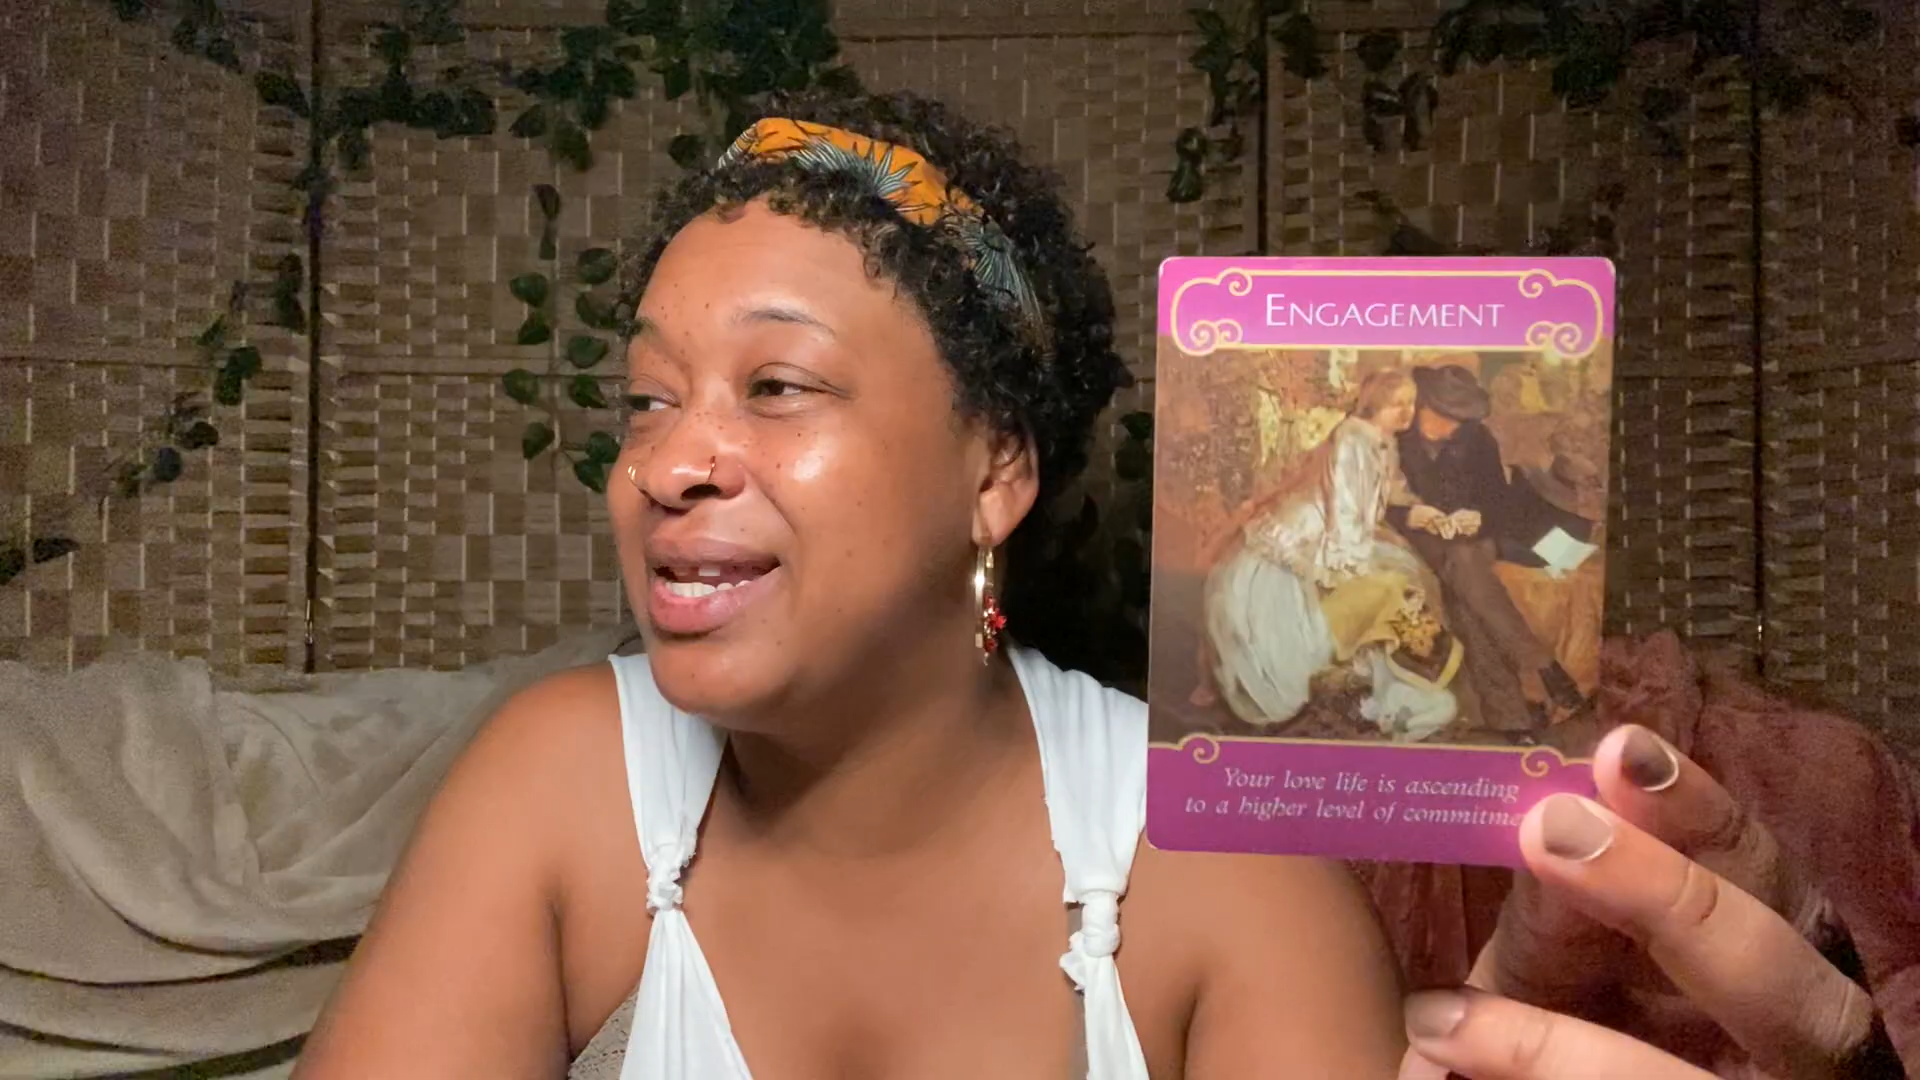 ENGAGEMENT
Your love life is ascending
to a higher level of commitme